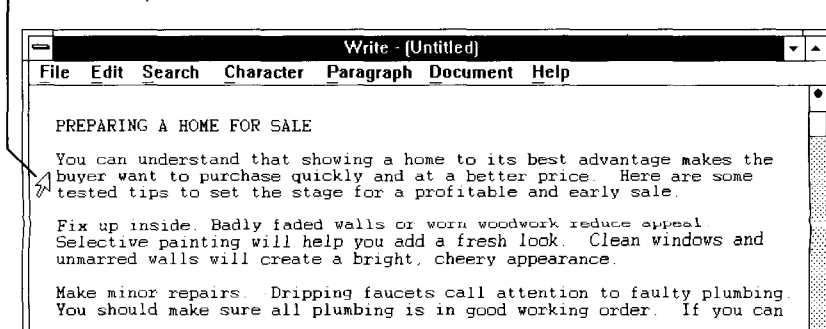 Write - (Untitled)
File Edit Search Character Paragraph Document Help
PREPARING A HOME FOR SALE
You can understand that showing a home to its best advantage makes the
buyer want to purchase quickly and at a better price. Here are some
tested tips to set the stage for a profitable and early sale.
Fix up inside. Badly faded walls or worn woodwork reduce appeal.
Selective painting will help you add a fresh look. Clean windows and
unmarred walls will create a bright, cheery appearance.
Make minor repairs. Dripping faucets call attention to faulty plumbing.
You should make sure all plumbing is in good working order. If you can